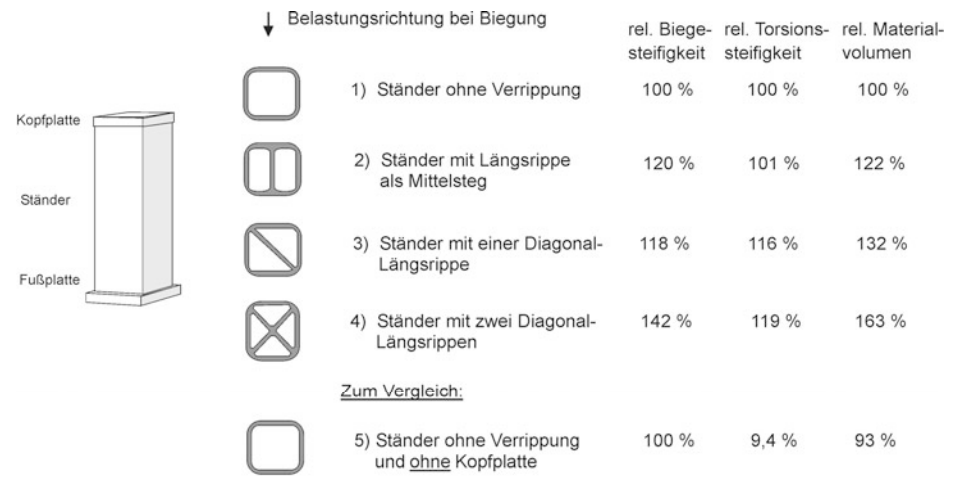 Belastungsrichtung bei Biegung
rel. Biege- rel. Torsions- rel. Material-
steifigkeit steifigkeit volumen
Kopfplatte
Ständer
Fußplatte
1) Ständer ohne Verrippung 100 % 100 % 100 %
2) Ständer mit Längsrippe 120 % 101 % 122 %
als Mittelsteg
3) Ständer mit einer Diagonal- 118 % 116 % 132 %
Längsrippe
4) Ständer mit zwei Diagonal- 142 % 119 % 163 %
Längsrippen
Zum Vergleich:
5) Ständer ohne Verrippung 100 % 9,4 % 93 %
und ohne Kopfplatte